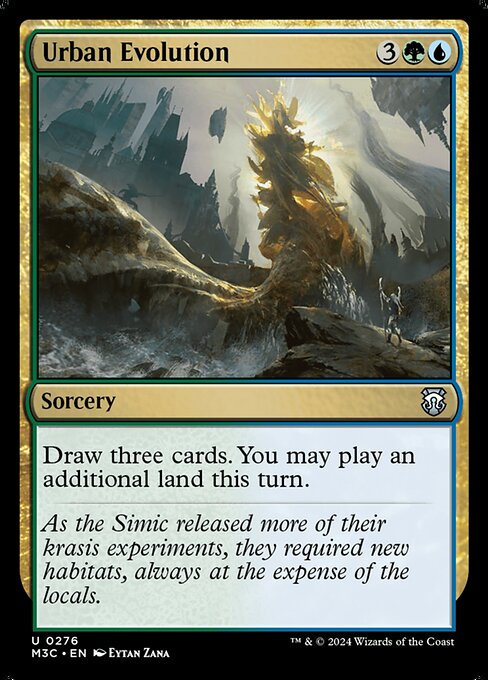 Urban Evolution 3
Sorcery
Draw three cards. You may play an
additional land this turn.
As the Simic released more of their
krasis experiments, they required new
habitats, always at the expense of the
locals.
U 0276
M3C • EN Eytan Zana
™ & © 2024 Wizards of the Coast